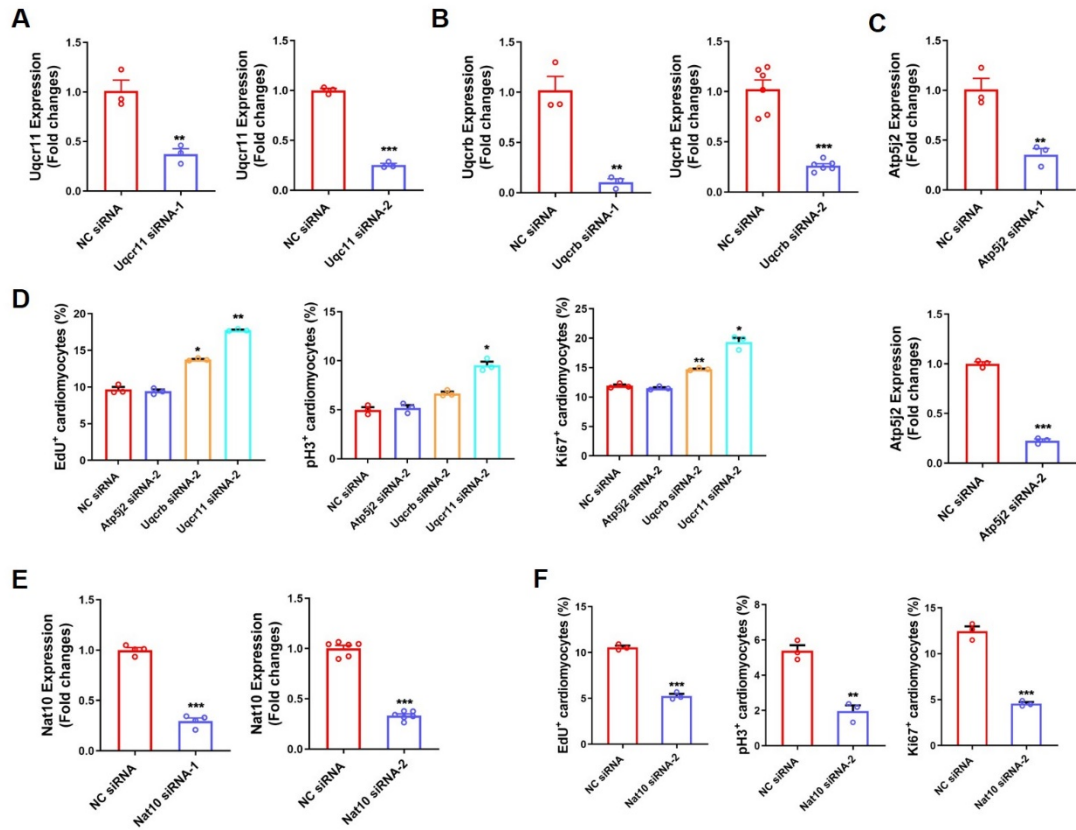 A
Uqcr11 Expression
(Fold changes)
1.5
1.0
0.5
0.0
**
NC siRNA
Uqcr11 siRNA-1
Uqcr11 Expression
(Fold changes)
1.5
1.0
0.5
0.0
***
NC siRNA
Uqc11 siRNA-2
B
Uqcrb Expression
(Fold changes)
1.5
1.0
0.5
0.0
**
NC siRNA
Uqcrb siRNA-1
Uqcrb Expression
(Fold changes)
1.5
1.0
0.5
0.0
***
NC siRNA
Uqcrb siRNA-2
C
Atp5j2 Expression
(Fold changes)
1.5
1.0
0.5
0.0
**
NC siRNA
Atp5j2 siRNA-1
D
EdU+ cardiomyocytes (%)
20
15
10
5
0
*
**
NC siRNA
Atp5j2 siRNA-2
Uqcrb siRNA-2
Uqcr11 siRNA-2
pH3+ cardiomyocytes (%)
15
10
5
0
*
NC siRNA
Atp5j2 siRNA-2
Uqcrb siRNA-2
Uqcr11 siRNA-2
Ki67+ cardiomyocytes (%)
25
20
15
10
5
0
**
*
NC siRNA
Atp5j2 siRNA-2
Uqcrb siRNA-2
Uqcr11 siRNA-2
Atp5j2 Expression
(Fold changes)
1.5
1.0
0.5
0.0
***
NC siRNA
Atp5j2 siRNA-2
E
Nat10 Expression
(Fold changes)
1.5
1.0
0.5
0.0
***
NC siRNA
Nat10 siRNA-1
Nat10 Expression
(Fold changes)
1.5
1.0
0.5
0.0
***
NC siRNA
Nat10 siRNA-2
F
EdU+ cardiomyocytes (%)
15
10
5
0
***
NC siRNA
Nat10 siRNA-2
pH3+ cardiomyocytes (%)
8
6
4
2
0
**
NC siRNA
Nat10 siRNA-2
Ki67+ cardiomyocytes (%)
15
10
5
0
***
NC siRNA
Nat10 siRNA-2